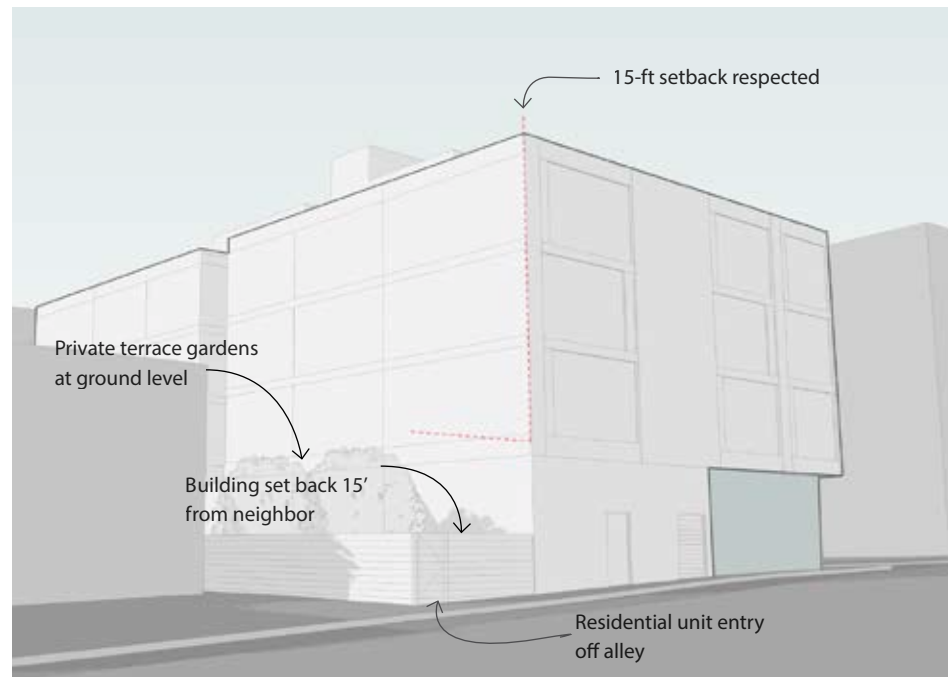 15-ft setback respected
Private terrace gardens
at ground level
Building set back 15’
from neighbor
Residential unit entry
off alley